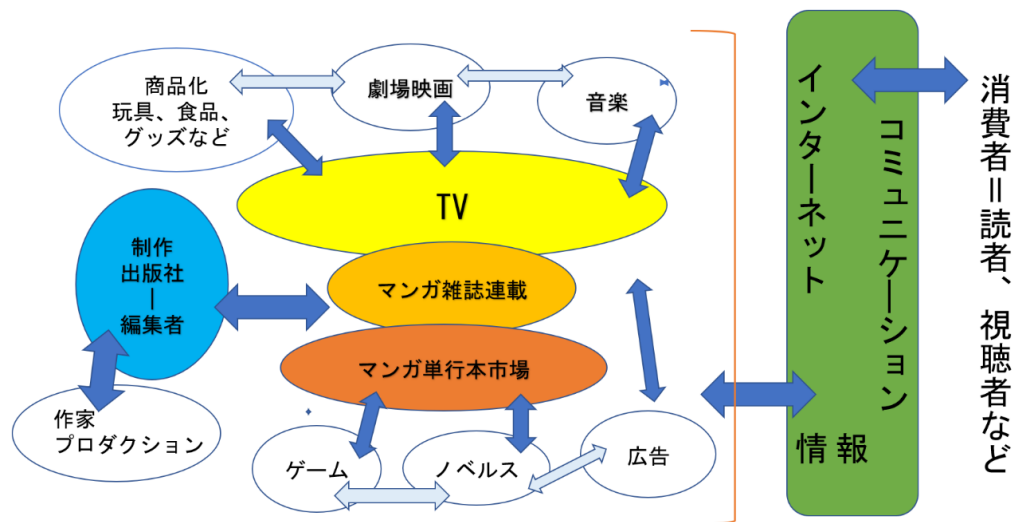 商品化
玩具、食品、
グッズなど
劇場映画
音楽
TV
制作
出版社
ー
編集者
マンガ雑誌連載
マンガ単行本市場
作家
プロダクション
ゲーム
ノベルス
広告
インターネット
コミュニケーション
情報
消費者＝読者、視聴者など